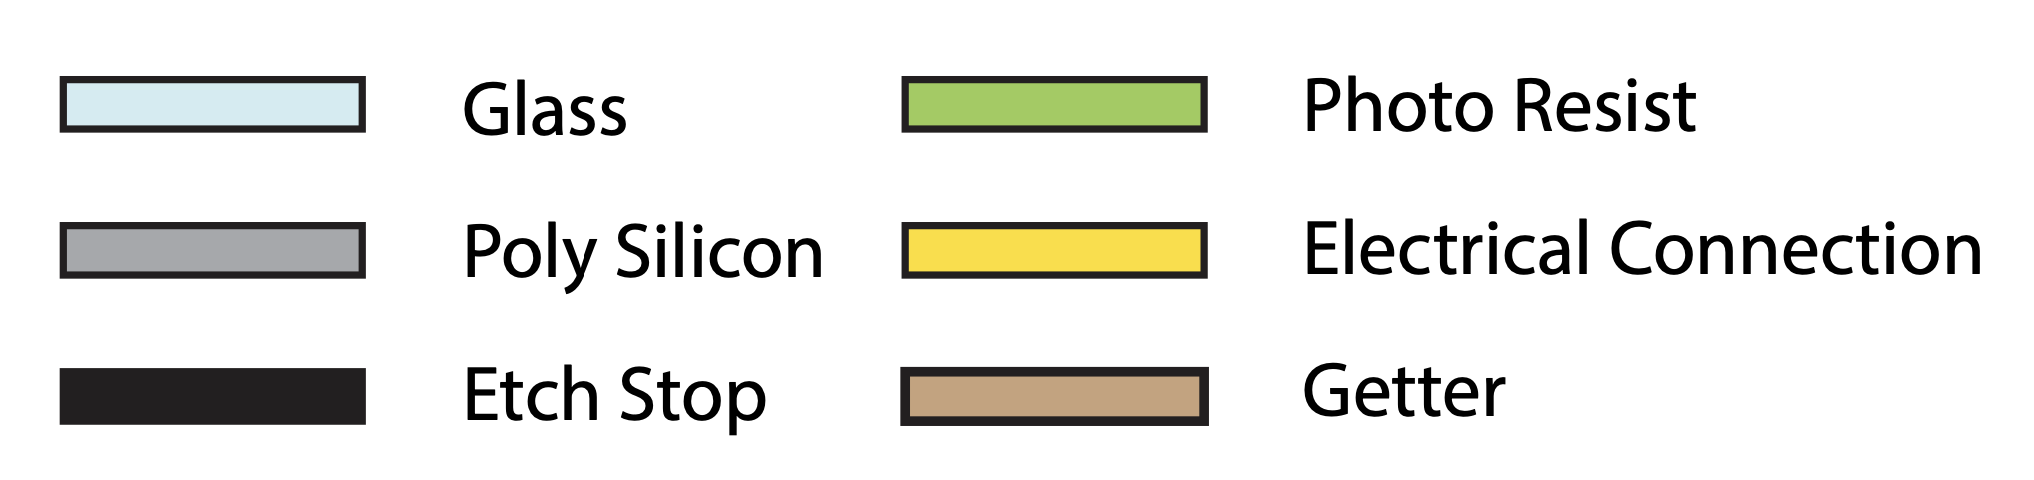 Glass
Photo Resist
Poly Silicon
Electrical Connection
Etch Stop
Getter